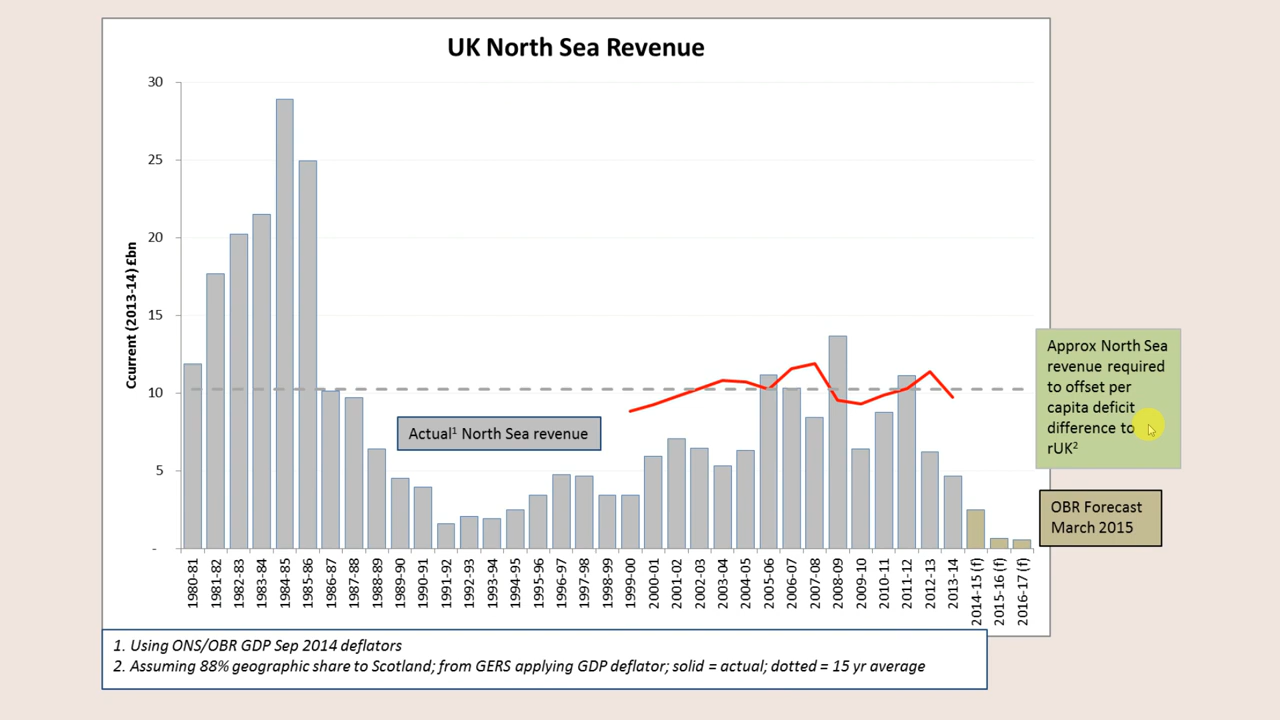 UK North Sea Revenue
Ccurrent (2013-14) £bn
30
25
20
15
10
5
-
Actual¹ North Sea revenue
Approx North Sea
revenue required
to offset per
capita deficit
difference to
rUK²
OBR Forecast
March 2015
1980-81
1981-82
1982-83
1983-84
1984-85
1985-86
1986-87
1987-88
1988-89
1989-90
1990-91
1991-92
1992-93
1993-94
1994-95
1995-96
1996-97
1997-98
1998-99
1999-00
2000-01
2001-02
2002-03
2003-04
2004-05
2005-06
2006-07
2007-08
2008-09
2009-10
2010-11
2011-12
2012-13
2013-14
2014-15 (f)
2015-16 (f)
2016-17 (f)
1. Using ONS/OBR GDP Sep 2014 deflators
2. Assuming 88% geographic share to Scotland; from GERS applying GDP deflator; solid = actual; dotted = 15 yr average